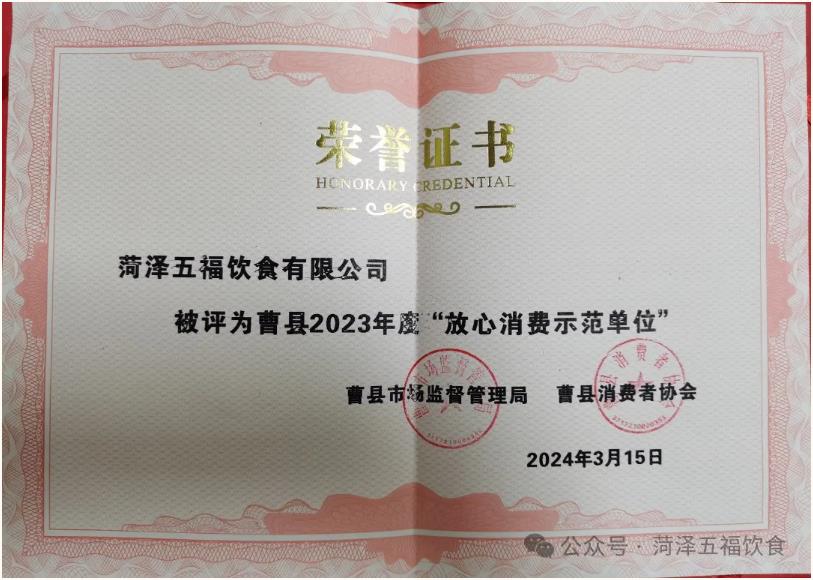 荣誉证书
HONORARY CREDENTIAL
菏泽五福饮食有限公司
被评为曹县2023年度“放心消费示范单位”
曹县市场监督管理局 曹县消费者协会
2024年3月15日
公众号·菏泽五福饮食